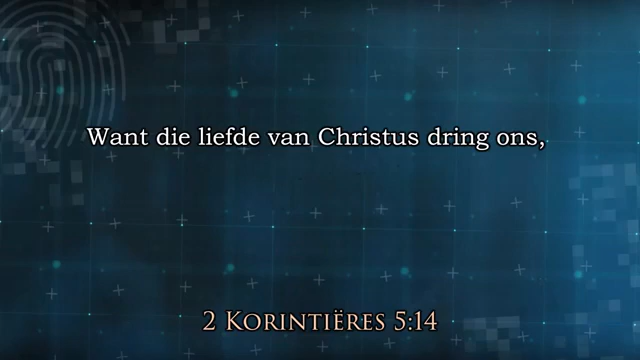 Want die liefde van Christus dring ons,
2 Korintiëres 5:14